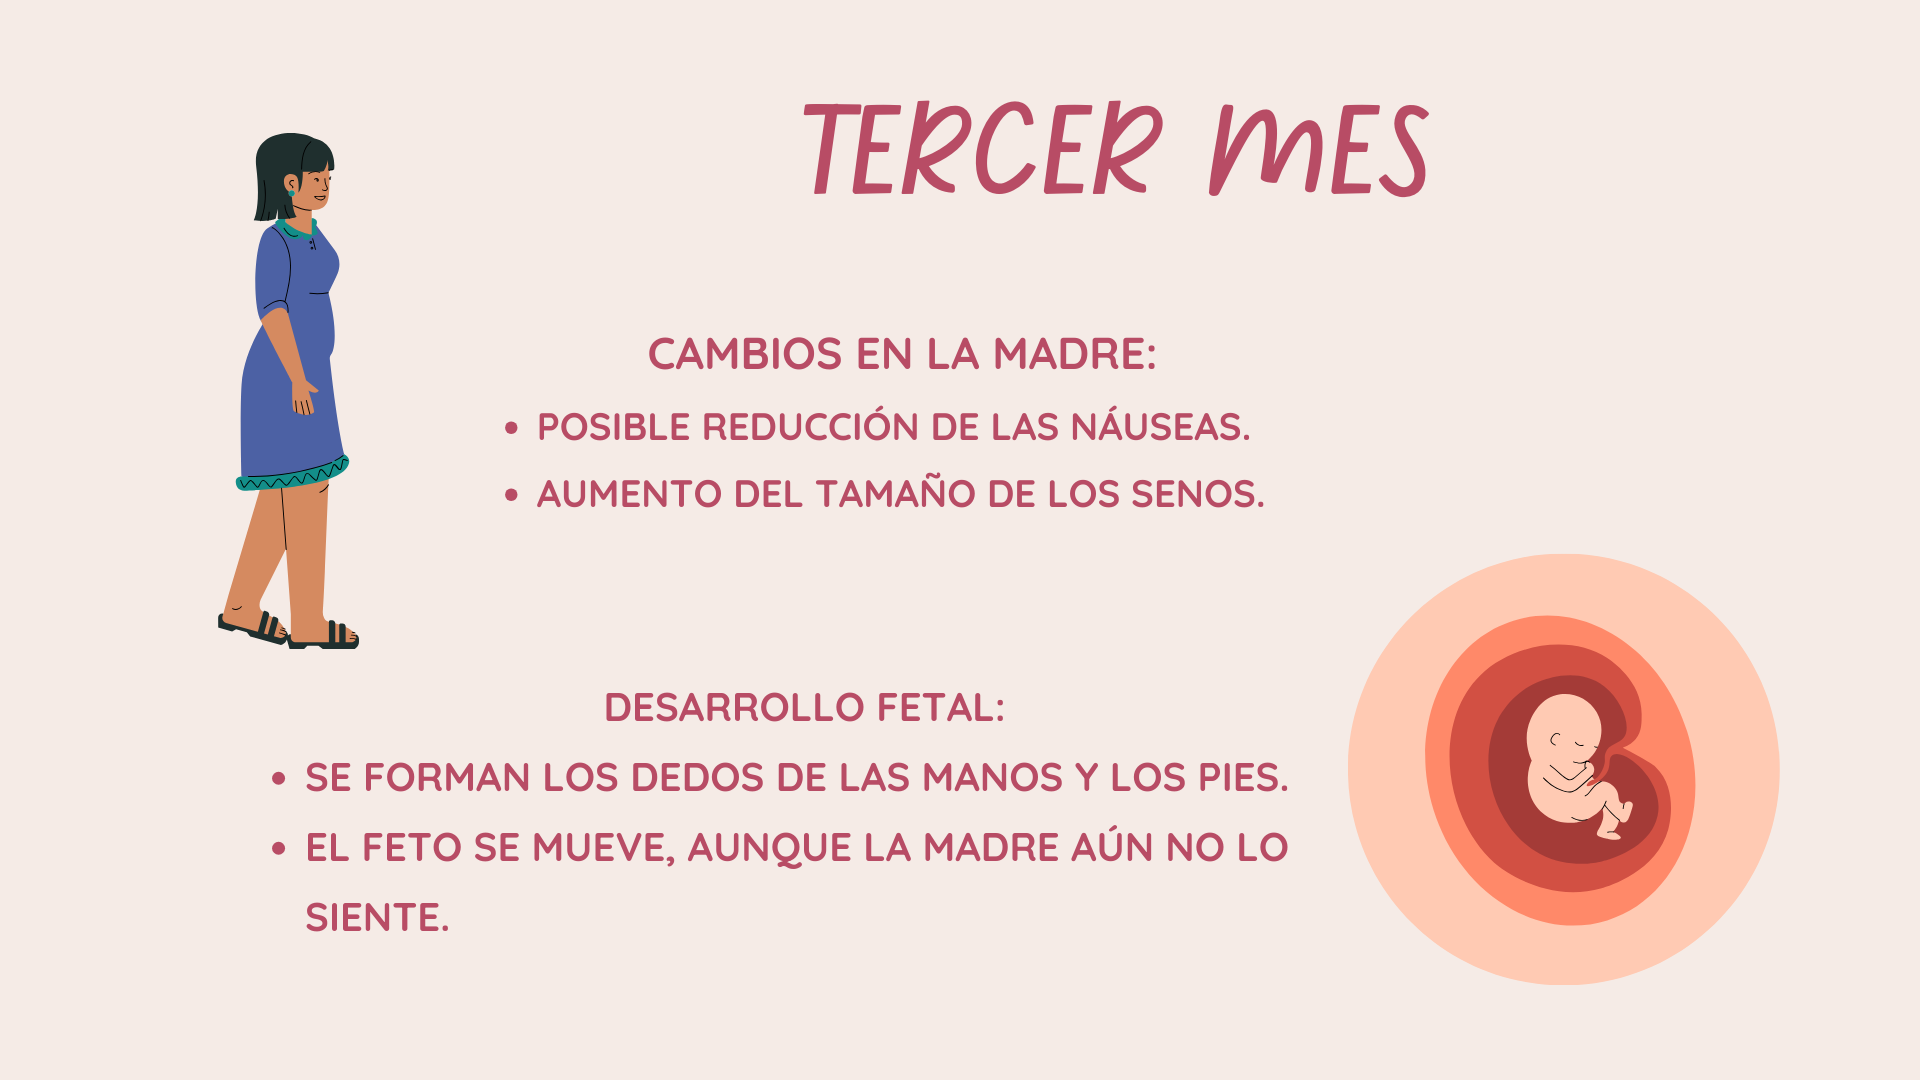 TERCER MES
CAMBIOS EN LA MADRE:
• POSIBLE REDUCCIÓN DE LAS NÁUSEAS.
• AUMENTO DEL TAMAÑO DE LOS SENOS.
DESARROLLO FETAL:
• SE FORMAN LOS DEDOS DE LAS MANOS Y LOS PIES.
• EL FETO SE MUEVE, AUNQUE LA MADRE AÚN NO LO
SIENTE.